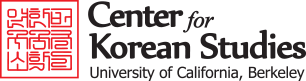 Center for
Korean Studies
University of California, Berkeley